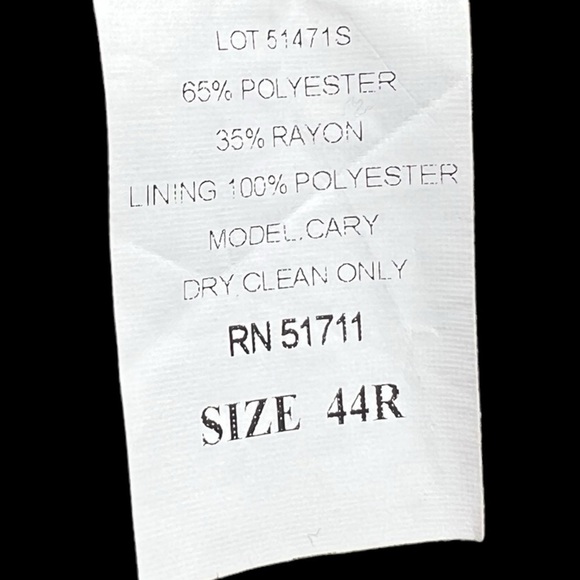 LOT 51471S
65% POLYESTER
35% RAYON
LINING 100% POLYESTER
MODEL.CARY
DRY CLEAN ONLY
RN 51711
SIZE 44R